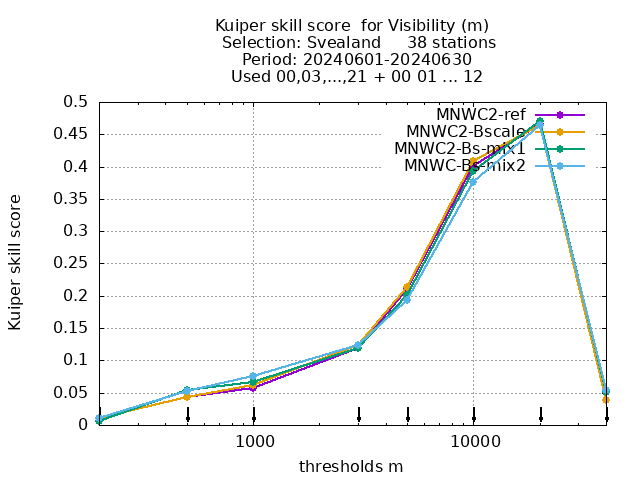 Kuiper skill score  for Visibility (m)
Selection: Svealand     38 stations
Period: 20240601-20240630
Used 00,03,...,21 + 00 01 ... 12
MNWC2-ref
MNWC2-Bscale
MNWC2-Bs-mix1
MNWC-Bs-mix2
0.5
0.45
0.4
0.35
0.3
0.25
0.2
0.15
0.1
0.05
0
Kuiper skill score
1000
10000
thresholds m